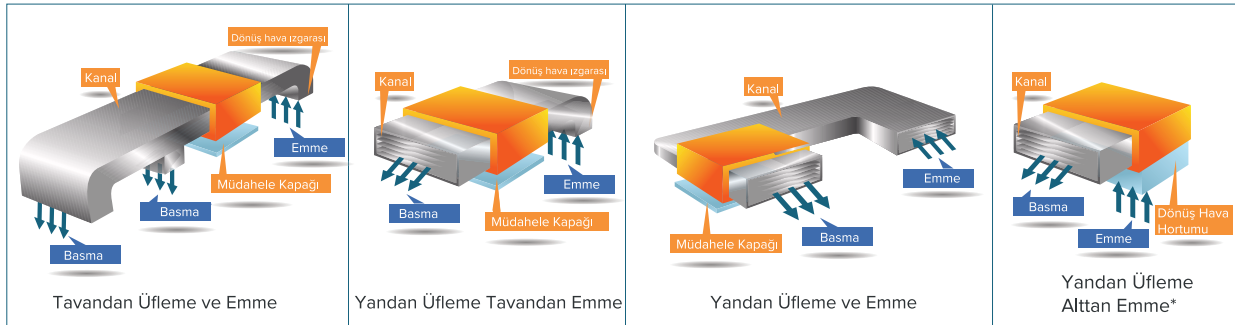 Dönüş hava ızgarası
Kanal
Emme
Müdahele Kapağı
Basma
Basma
Tavandan Üfleme ve Emme
Dönüş hava ızgarası
Kanal
Emme
Basma
Müdahele Kapağı
Yandan Üfleme Tavandan Emme
Kanal
Emme
Müdahele Kapağı
Basma
Yandan Üfleme ve Emme
Kanal
Basma
Emme
Dönüş Hava
Hortumu
Yandan Üfleme
Alttan Emme*